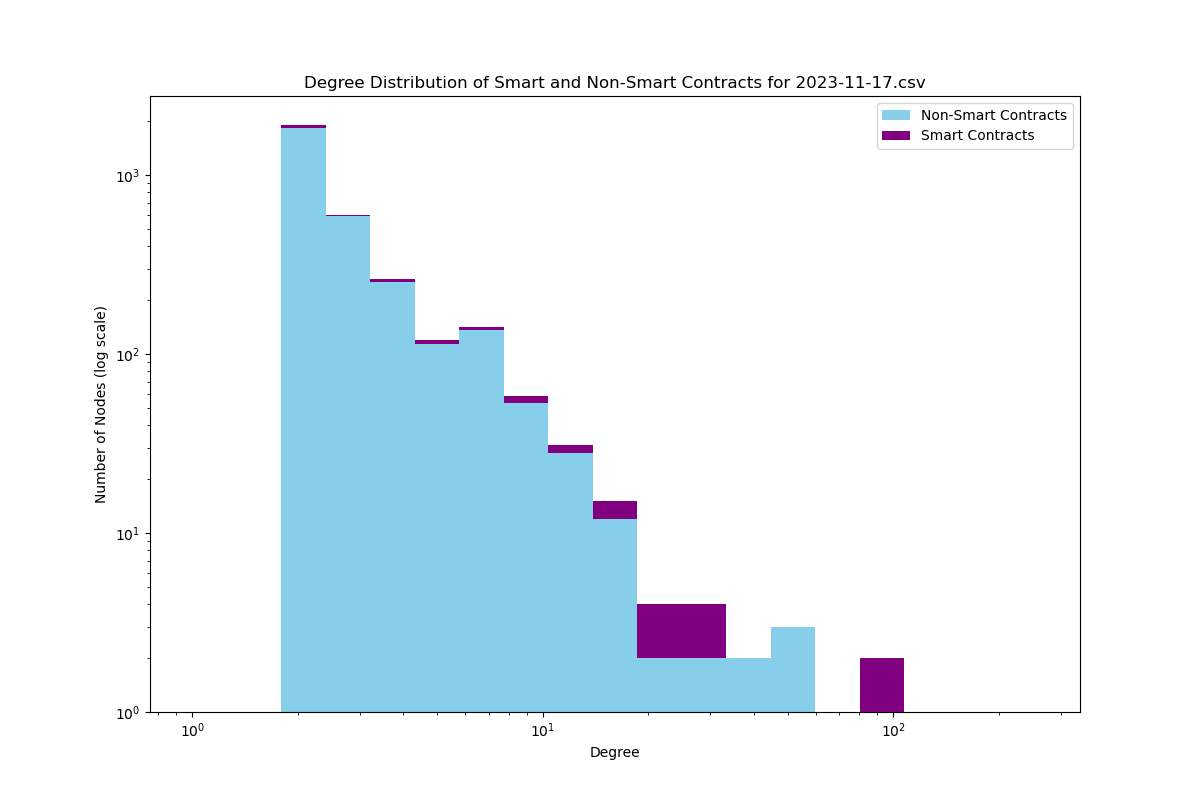 Degree Distribution of Smart and Non-Smart Contracts for 2023-11-17.csv
Non-Smart Contracts
Smart Contracts
Number of Nodes (log scale)
10³
10²
10¹
10⁰
10⁰ 10¹ 10²
Degree